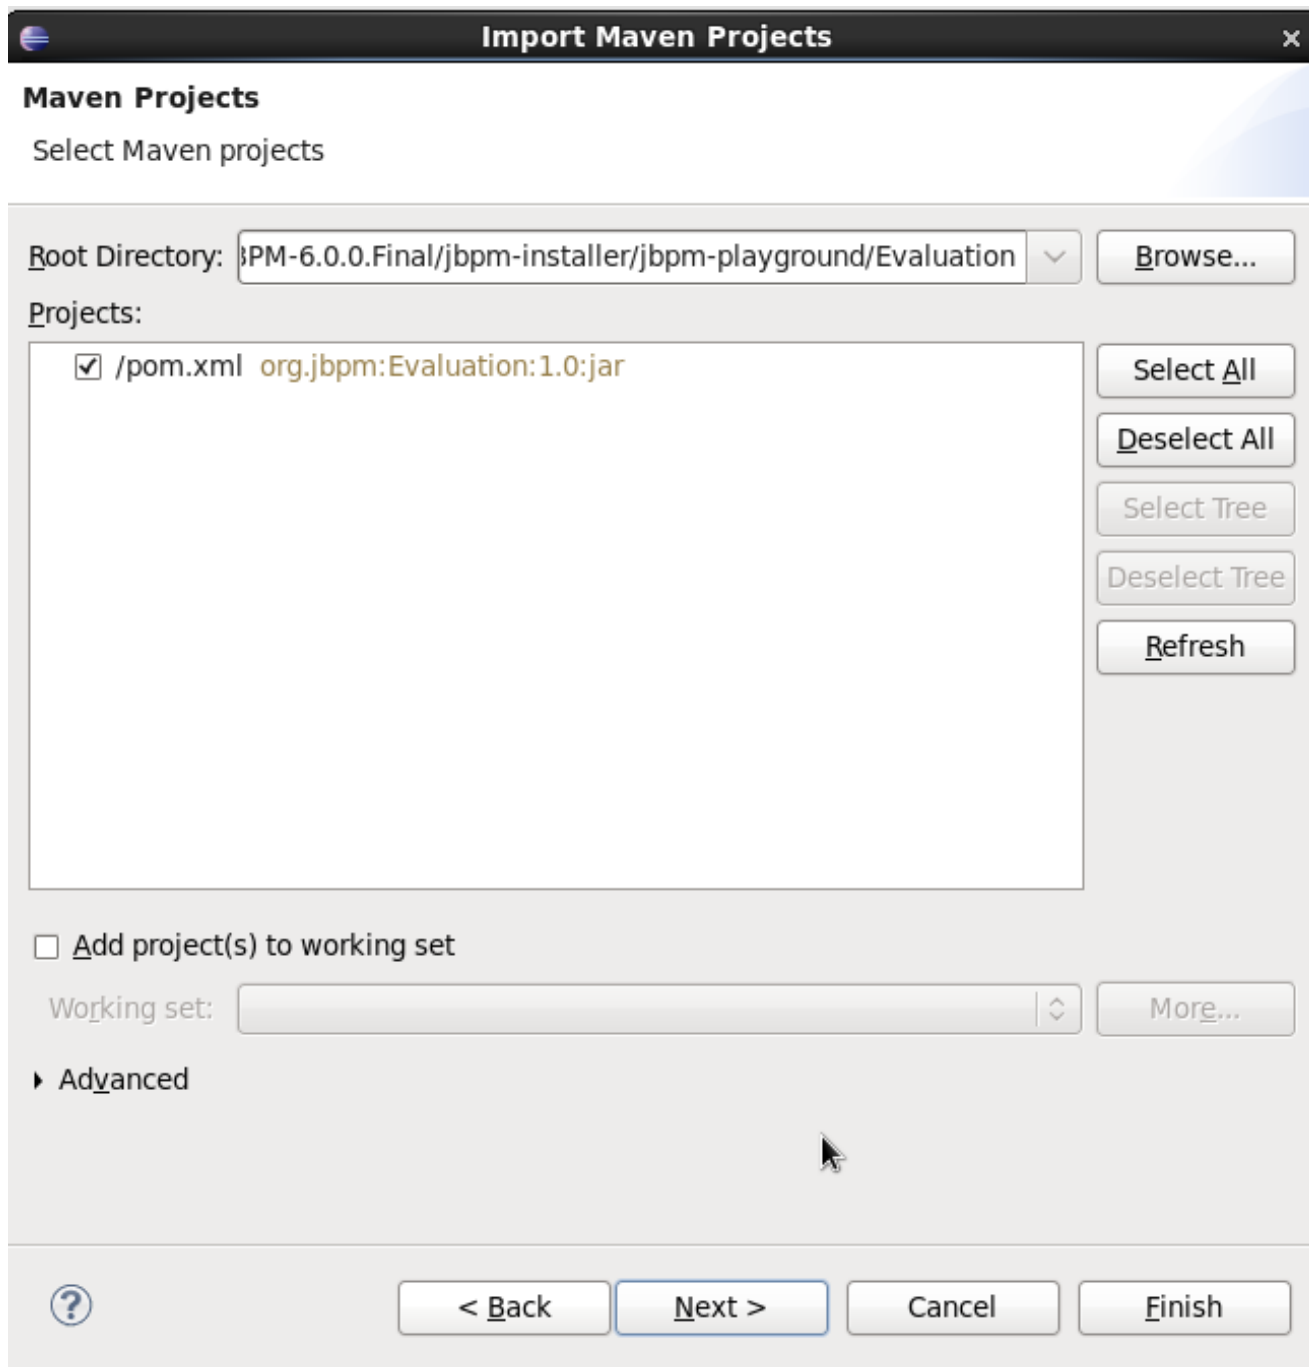 Import Maven Projects
Maven Projects
Select Maven projects
Root Directory: BPM-6.0.0.Final/jbpm-installer/jbpm-playground/Evaluation Browse...
Projects:
/pom.xml org.jbpm:Evaluation:1.0:jar
Select All
Deselect All
Select Tree
Deselect Tree
Refresh
Add project(s) to working set
Working set: More...
Advanced
? < Back Next > Cancel Finish